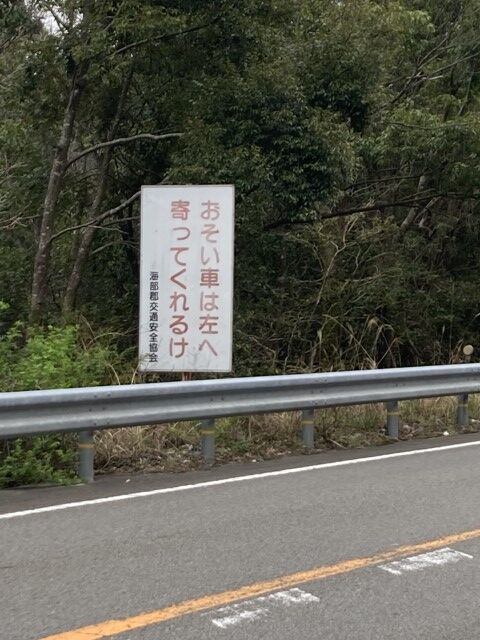 おそい車は左へ
寄ってくれるけ
海部郡交通安全協会